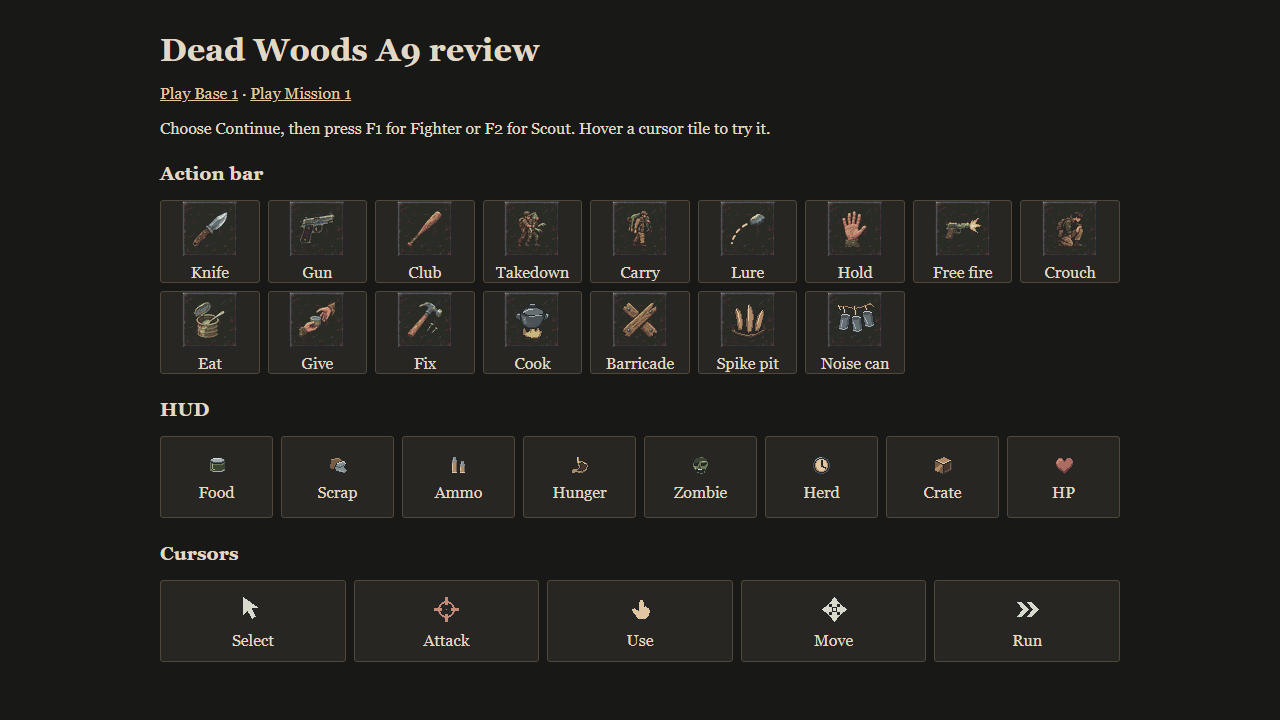 Dead Woods A9 review
Play Base 1 · Play Mission 1
Choose Continue, then press F1 for Fighter or F2 for Scout. Hover a cursor tile to try it.
Action bar
Knife Gun Club Takedown Carry Lure Hold Free fire Crouch
Eat Give Fix Cook Barricade Spike pit Noise can
HUD
Food Scrap Ammo Hunger Zombie Herd Crate HP
Cursors
Select Attack Use Move Run